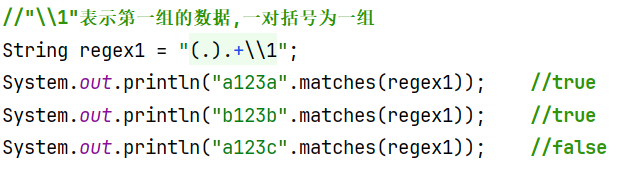 //"\\1"表示第一组的数据,一对括号为一组
String regex1 = "(.).+\\1";
System.out.println("a123a".matches(regex1));    //true
System.out.println("b123b".matches(regex1));    //true
System.out.println("a123c".matches(regex1));    //false